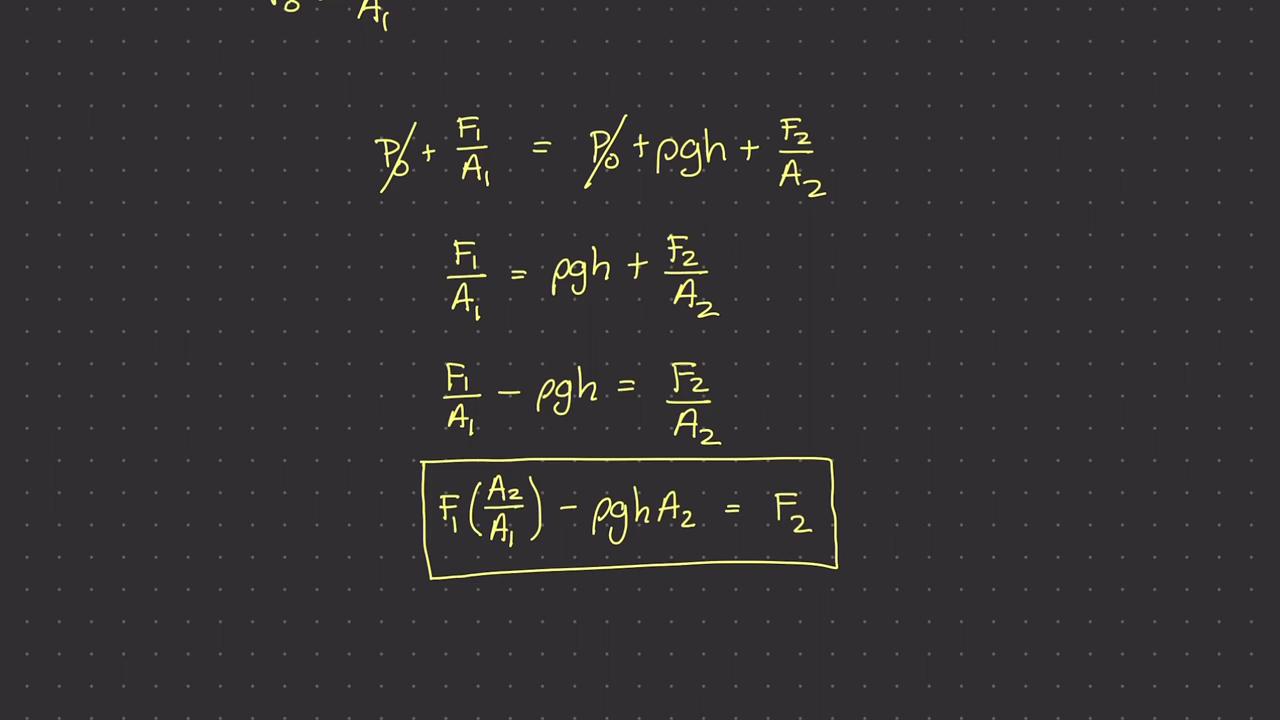 A₁
P₀ + F₁/A₁ = P₀ + ρgh + F₂/A₂
F₁/A₁ = ρgh + F₂/A₂
F₁/A₁ − ρgh = F₂/A₂
F₁(A₂/A₁) − ρghA₂ = F₂